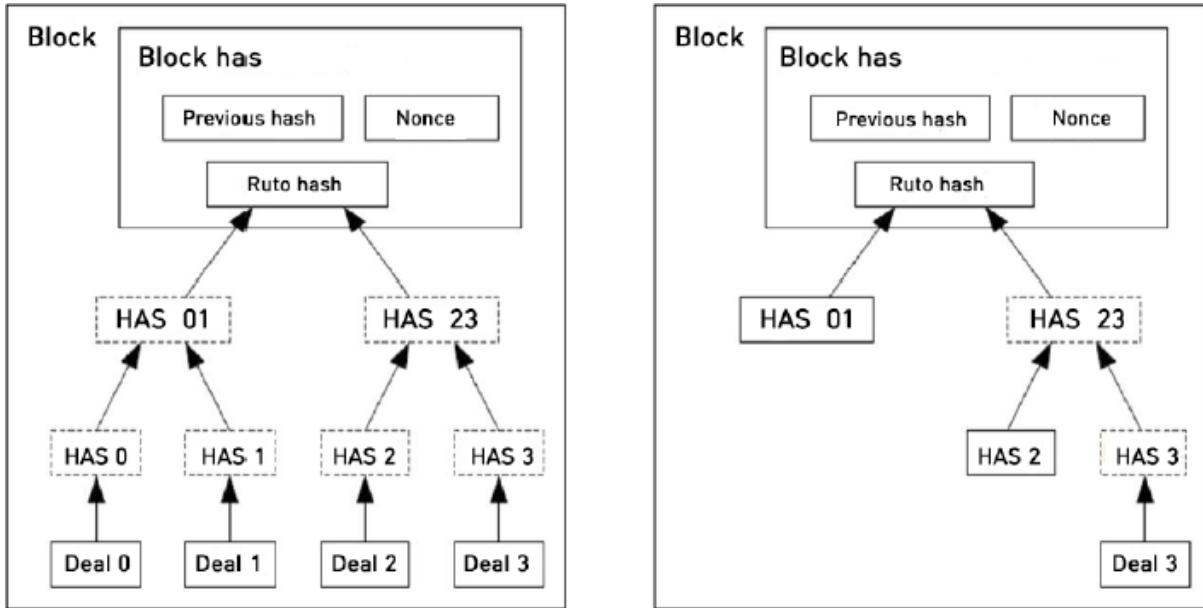 Block
Block has
Previous hash
Nonce
Ruto hash
HAS 01
HAS 23
HAS 0
HAS 1
HAS 2
HAS 3
Deal 0
Deal 1
Deal 2
Deal 3
Block
Block has
Previous hash
Nonce
Ruto hash
HAS 01
HAS 23
HAS 2
HAS 3
Deal 3